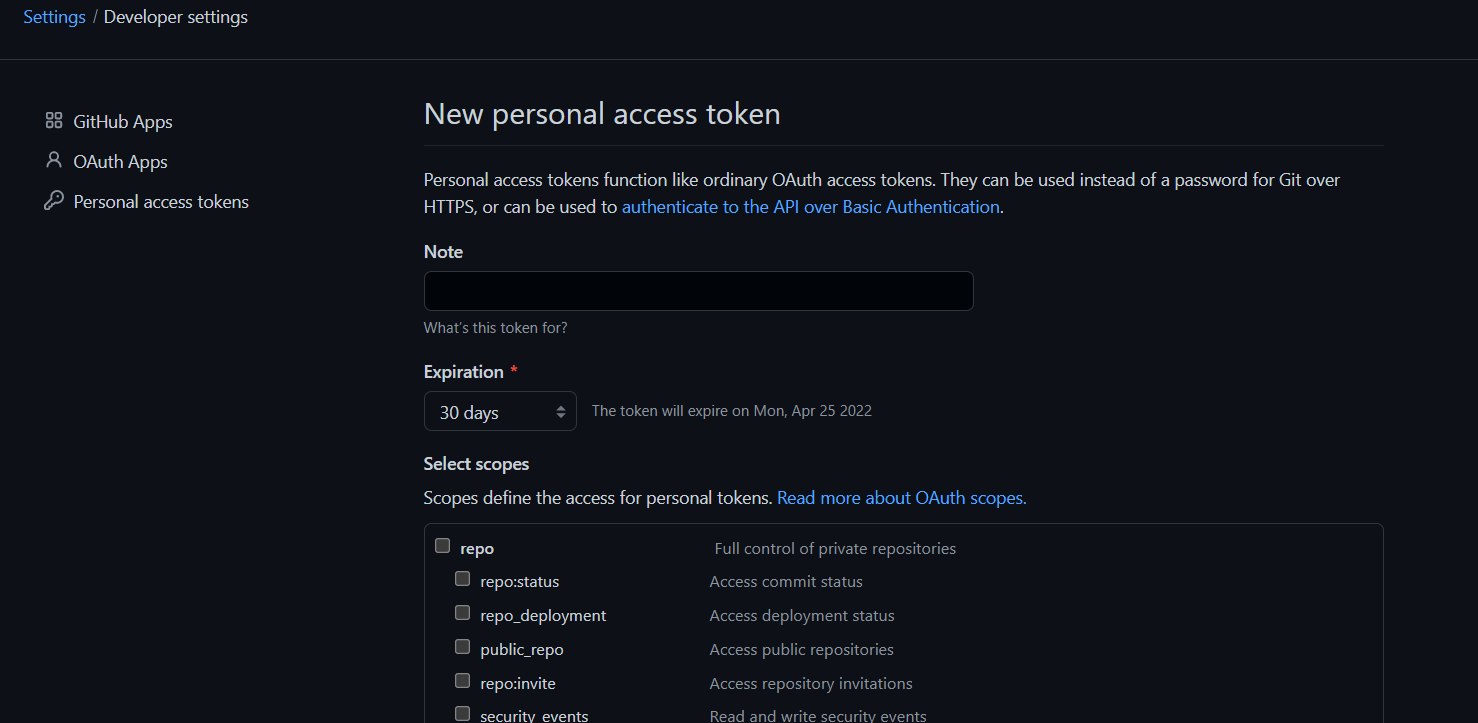 Settings / Developer settings
GitHub Apps
OAuth Apps
Personal access tokens
New personal access token
Personal access tokens function like ordinary OAuth access tokens. They can be used instead of a password for Git over
HTTPS, or can be used to authenticate to the API over Basic Authentication.
Note
What's this token for?
Expiration *
30 days The token will expire on Mon, Apr 25 2022
Select scopes
Scopes define the access for personal tokens. Read more about OAuth scopes.
repo Full control of private repositories
repo:status Access commit status
repo_deployment Access deployment status
public_repo Access public repositories
repo:invite Access repository invitations
security_events Read and write security events